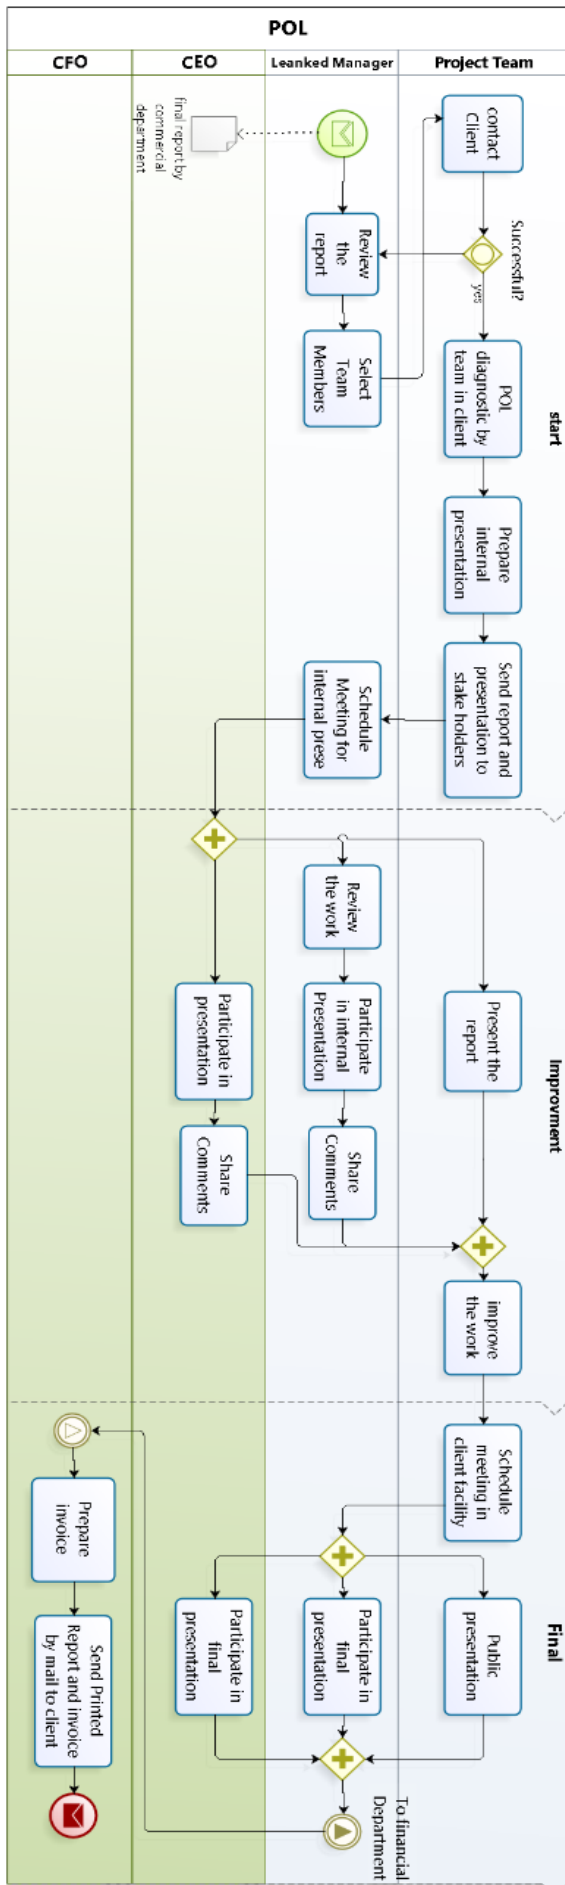 POL
CFO
CEO
Leanked Manager
Project Team
start
Improvment
Final
final report by
commercial
department
contact
Client
Successful?
yes
Review
the
report
Select
Team
Members
POL
diagnostic by
team in client
Prepare
internal
presentation
Send report and
presentation to
stake holders
Schedule
Meeting for
internal prese
Review
the work
Present the
report
Participate
in internal
Presentation
Participate in
presentation
Share
Comments
Share
Comments
improve
the work
Schedule
meeting in
client facility
Public
presentation
Participate in
final
presentation
Participate in
final
presentation
To financial
Department
Prepare
invoice
Send Printed
Report and invoice
by mail to client